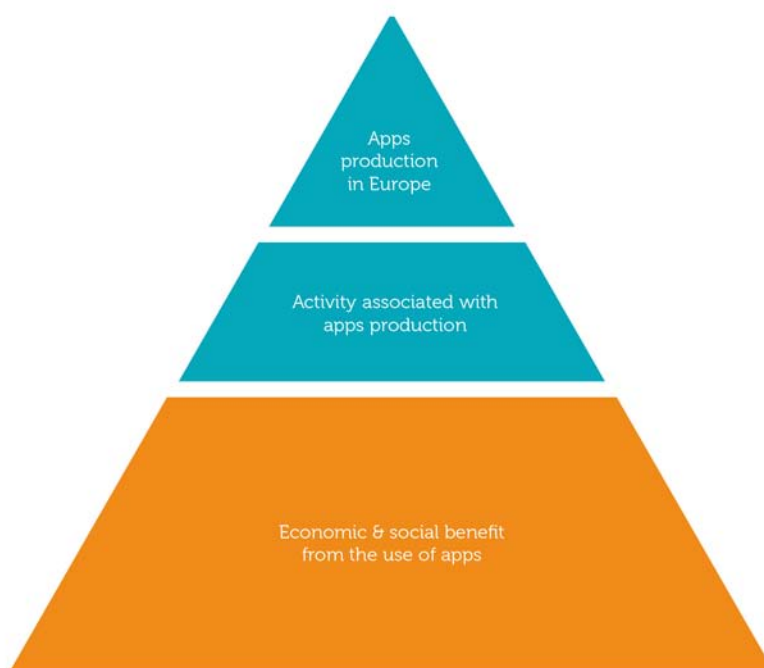 Apps
production
in Europe
Activity associated with
apps production
Economic & social benefit
from the use of apps